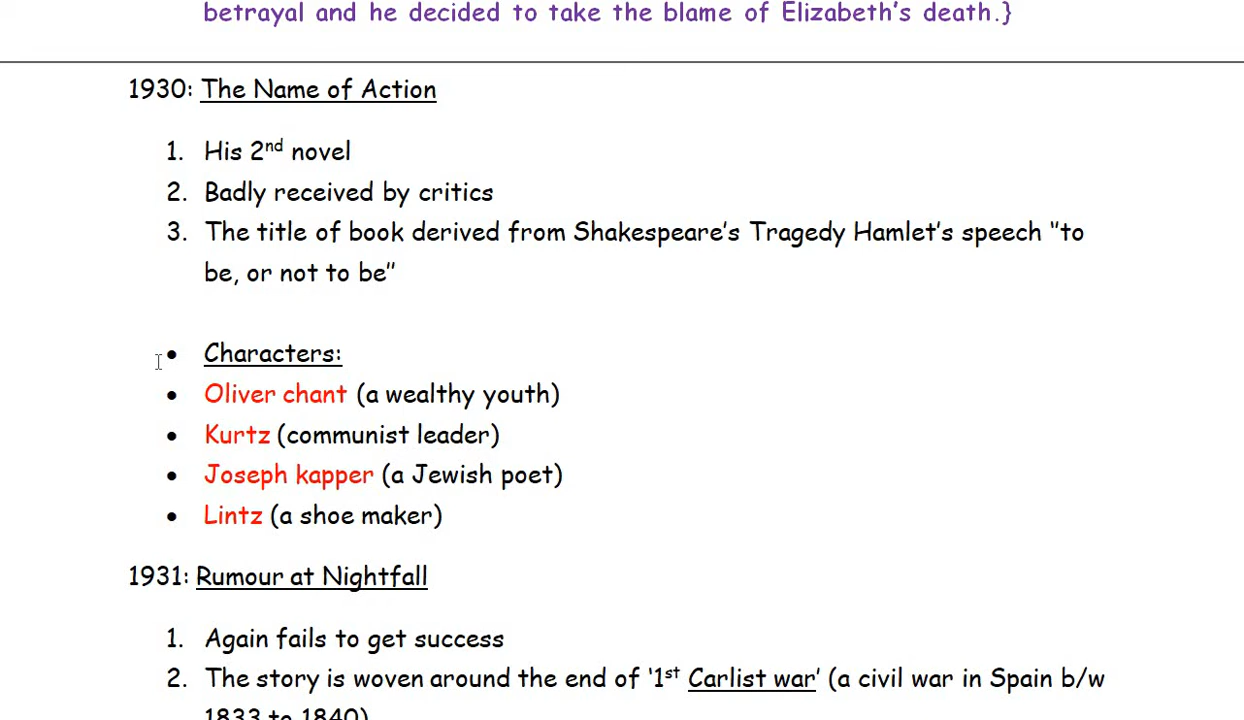 betrayal and he decided to take the blame of Elizabeth's death.}
1930: The Name of Action
1. His 2nd novel
2. Badly received by critics
3. The title of book derived from Shakespeare's Tragedy Hamlet's speech "to
be, or not to be"
• Characters:
• Oliver chant (a wealthy youth)
• Kurtz (communist leader)
• Joseph kapper (a Jewish poet)
• Lintz (a shoe maker)
1931: Rumour at Nightfall
1. Again fails to get success
2. The story is woven around the end of '1st Carlist war' (a civil war in Spain b/w
1833 to 1840)